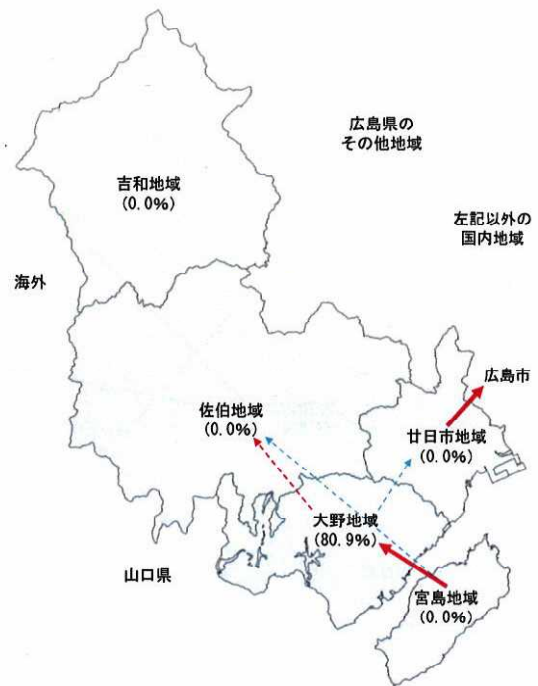 広島県の
その他地域
吉和地域
(0.0%)
左記以外の
国内地域
海外
広島市
佐伯地域
(0.0%)
廿日市地域
(0.0%)
大野地域
(80.9%)
山口県
宮島地域
(0.0%)